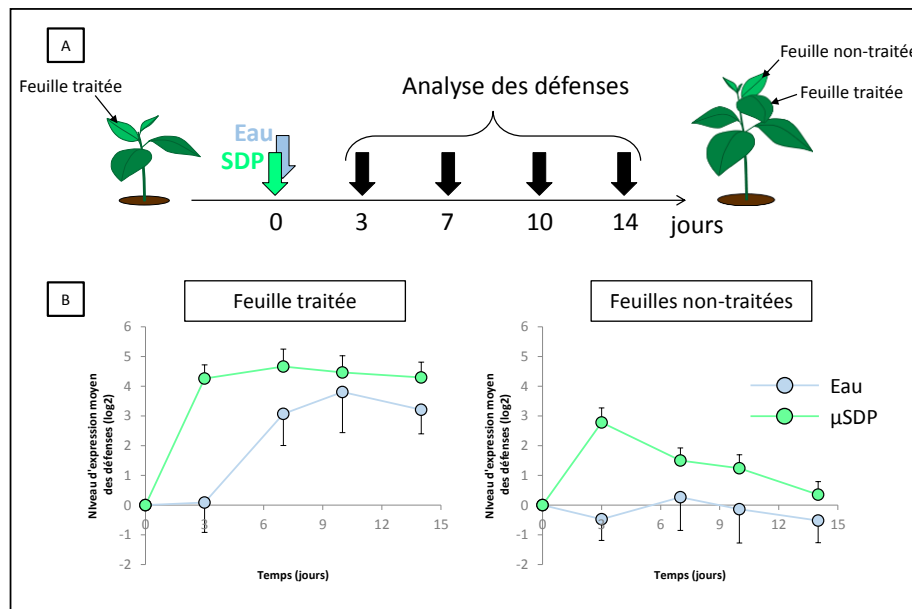 A
Feuille traitée
Eau
SDP
Analyse des défenses
Feuille non-traitée
Feuille traitée
0 3 7 10 14 jours
B
Feuille traitée
Feuilles non-traitées
NIveau d'expression moyen
des défenses (log2)
6
5
4
3
2
1
0
-1
-2
0 3 6 9 12 15
Temps (jours)
NIveau d'expression moyen
des défenses (log2)
6
5
4
3
2
1
0
-1
-2
0 3 6 9 12 15
Temps (jours)
Eau
µSDP